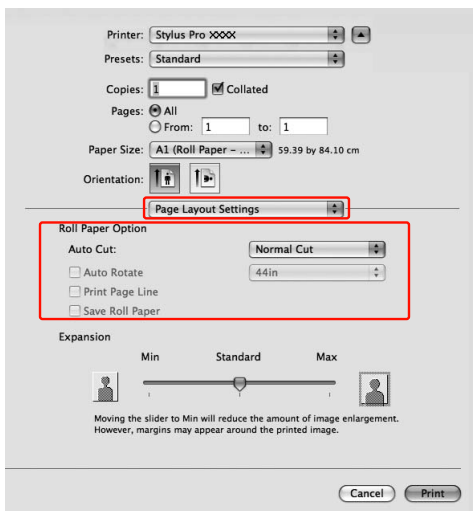 Printer: Stylus Pro XXXX
Presets: Standard
Copies: 1 Collated
Pages: All
From: 1 to: 1
Paper Size: A1 (Roll Paper – ... 59.39 by 84.10 cm
Orientation:
Page Layout Settings
Roll Paper Option
Auto Cut: Normal Cut
Auto Rotate 44in
Print Page Line
Save Roll Paper
Expansion
Min Standard Max
Moving the slider to Min will reduce the amount of image enlargement.
However, margins may appear around the printed image.
Cancel Print